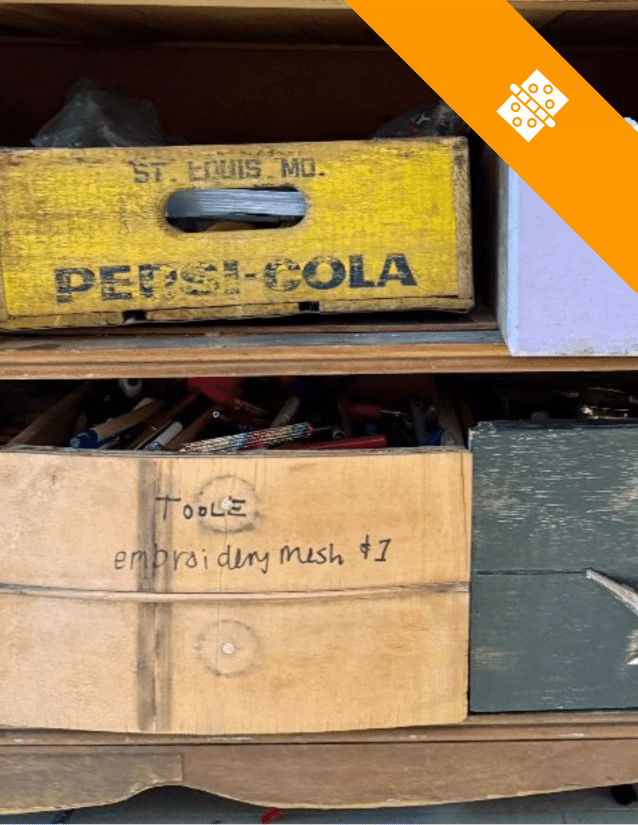 ST. LOUIS MO.
PEPSI-COLA
TOOLE
embroidery mesh $1